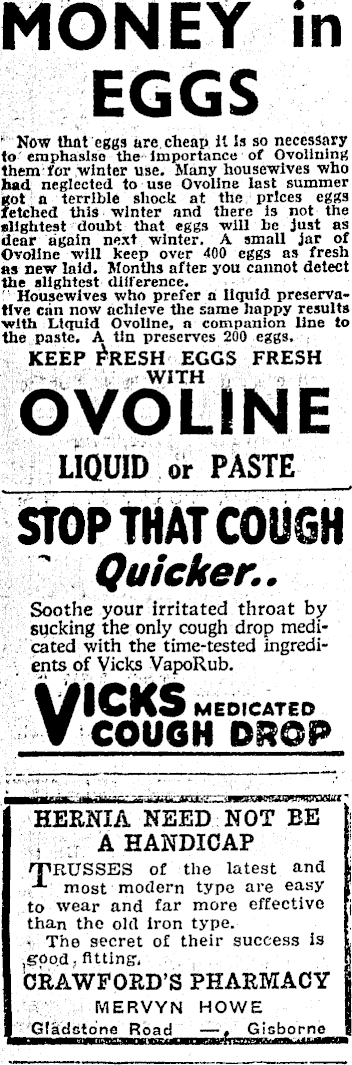 MONEY in
EGGS
Now that eggs are cheap it is so necessary
to emphasise the importance of Ovolining
them for winter use. Many housewives who
had neglected to use Ovoline last summer
got a terrible shock at the prices eggs
fetched this winter and there is not the
slightest doubt that eggs will be just as
dear again next winter. A small jar of
Ovoline will keep over 400 eggs as fresh
as new laid. Months after you cannot detect
the slightest difference.
Housewives who prefer a liquid preserva-
tive can now achieve the same happy results
with Liquid Ovoline, a companion line to
the paste. A tin preserves 200 eggs.
KEEP FRESH EGGS FRESH
WITH
OVOLINE
LIQUID or PASTE
STOP THAT COUGH
Quicker..
Soothe your irritated throat by
sucking the only cough drop medi-
cated with the time-tested ingredi-
ents of Vicks VapoRub.
VICKS MEDICATED
COUGH DROP
HERNIA NEED NOT BE
A HANDICAP
TRUSSES of the latest and
most modern type are easy
to wear and far more effective
than the old iron type.
The secret of their success is
good fitting.
CRAWFORD'S PHARMACY
MERVYN HOWE
Gladstone Road —, Gisborne